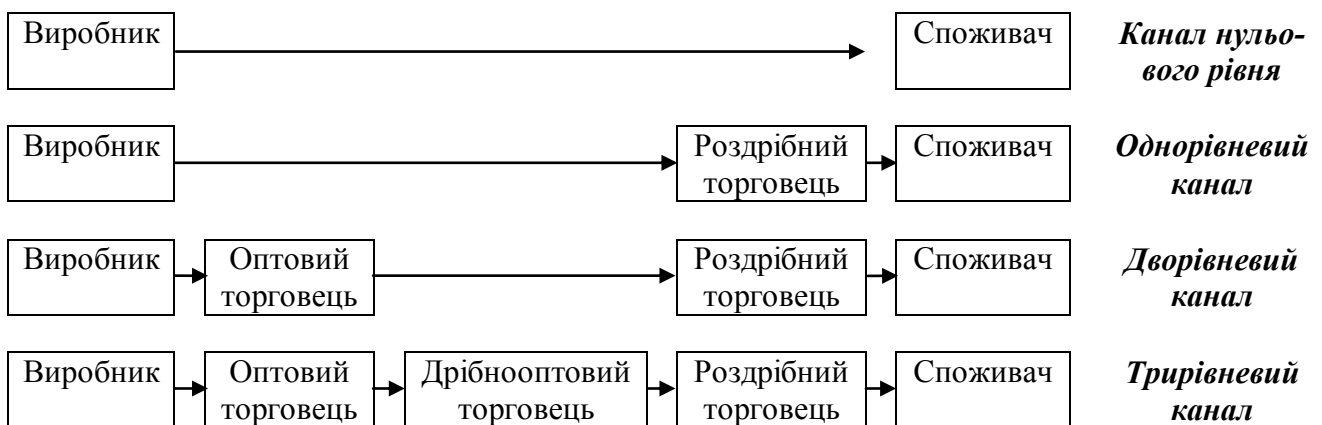 Виробник Споживач Канал нульо-
вого рівня
Виробник Роздрібний Споживач Однорівневий
торговець канал
Виробник Оптовий Роздрібний Споживач Дворівневий
торговець торговець канал
Виробник Оптовий Дрібнооптовий Роздрібний Споживач Трирівневий
торговець торговець торговець канал